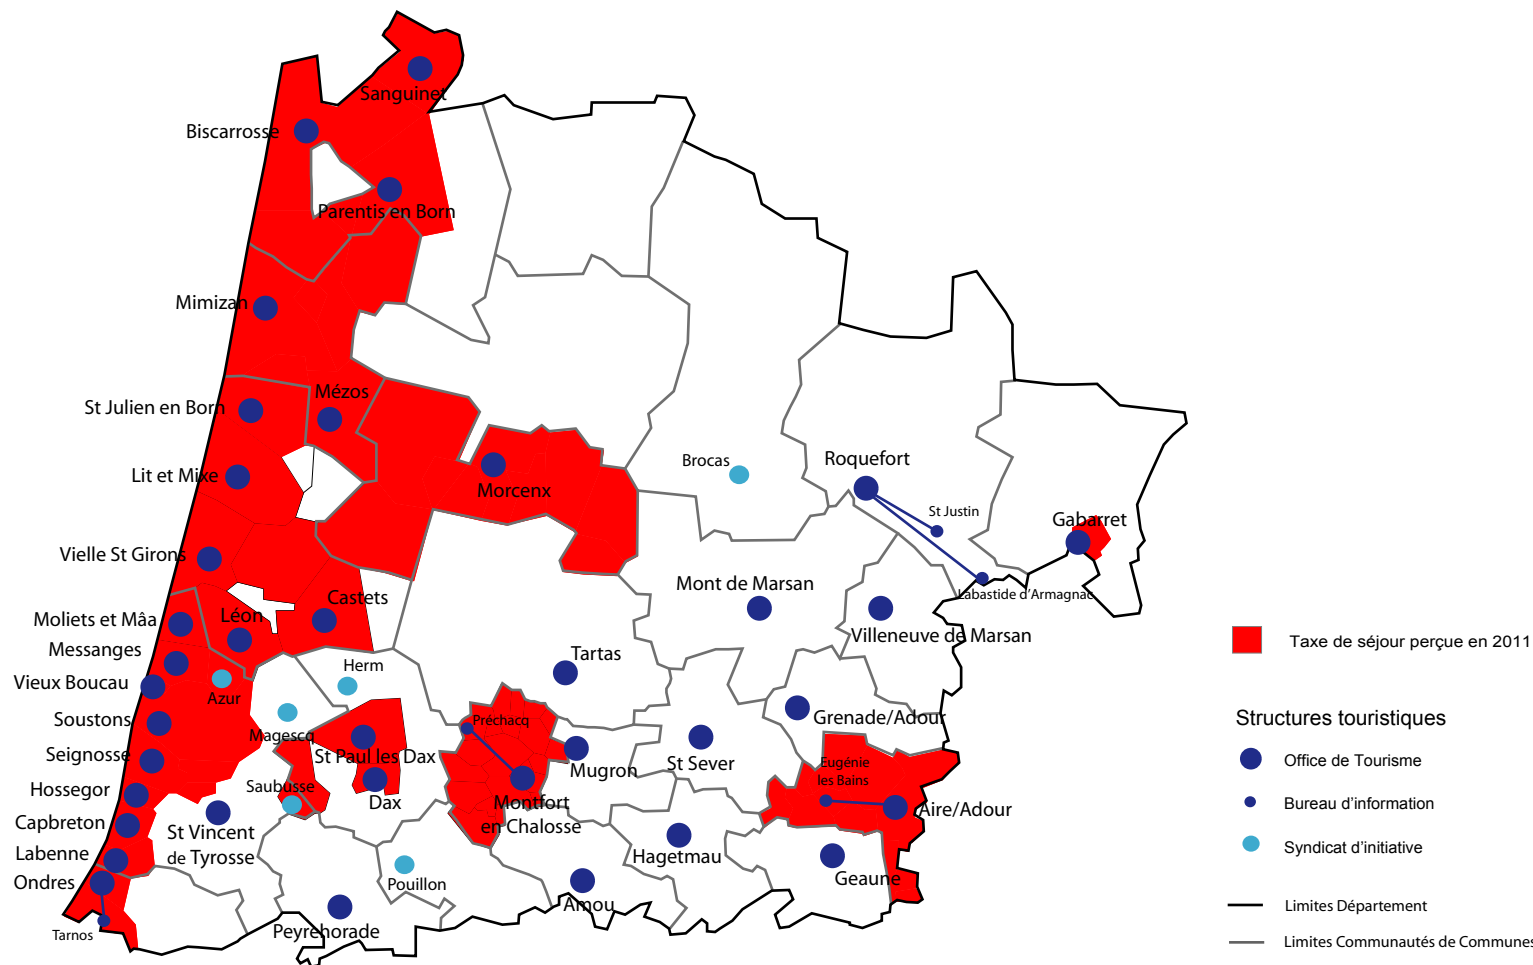 Sanguinet
Biscarrosse
Parentis en Born
Mimizan
Mézos
St Julien en Born
Lit et Mixe
Morcenx
Brocas
Roquefort
St Justin
Gabarret
Vielle St Girons
Mont de Marsan
Labastide d'Armagnac
Castets
Léon
Moliets et Mâa
Villeneuve de Marsan
Messanges
Herm
Tartas
Vieux Boucau
Azur
Soustons
Magescq
Préchacq
Grenade/Adour
Seignosse
St Paul les Dax
Mugron
St Sever
Eugénie
les Bains
Hossegor
Saubusse
Dax
Montfort
en Chalosse
Aire/Adour
Capbreton
St Vincent
de Tyrosse
Labenne
Hagetmau
Ondres
Pouillon
Geaune
Amou
Tarnos
Peyrehorade
Taxe de séjour perçue en 2011
Structures touristiques
Office de Tourisme
Bureau d'information
Syndicat d'initiative
Limites Département
Limites Communautés de Communes